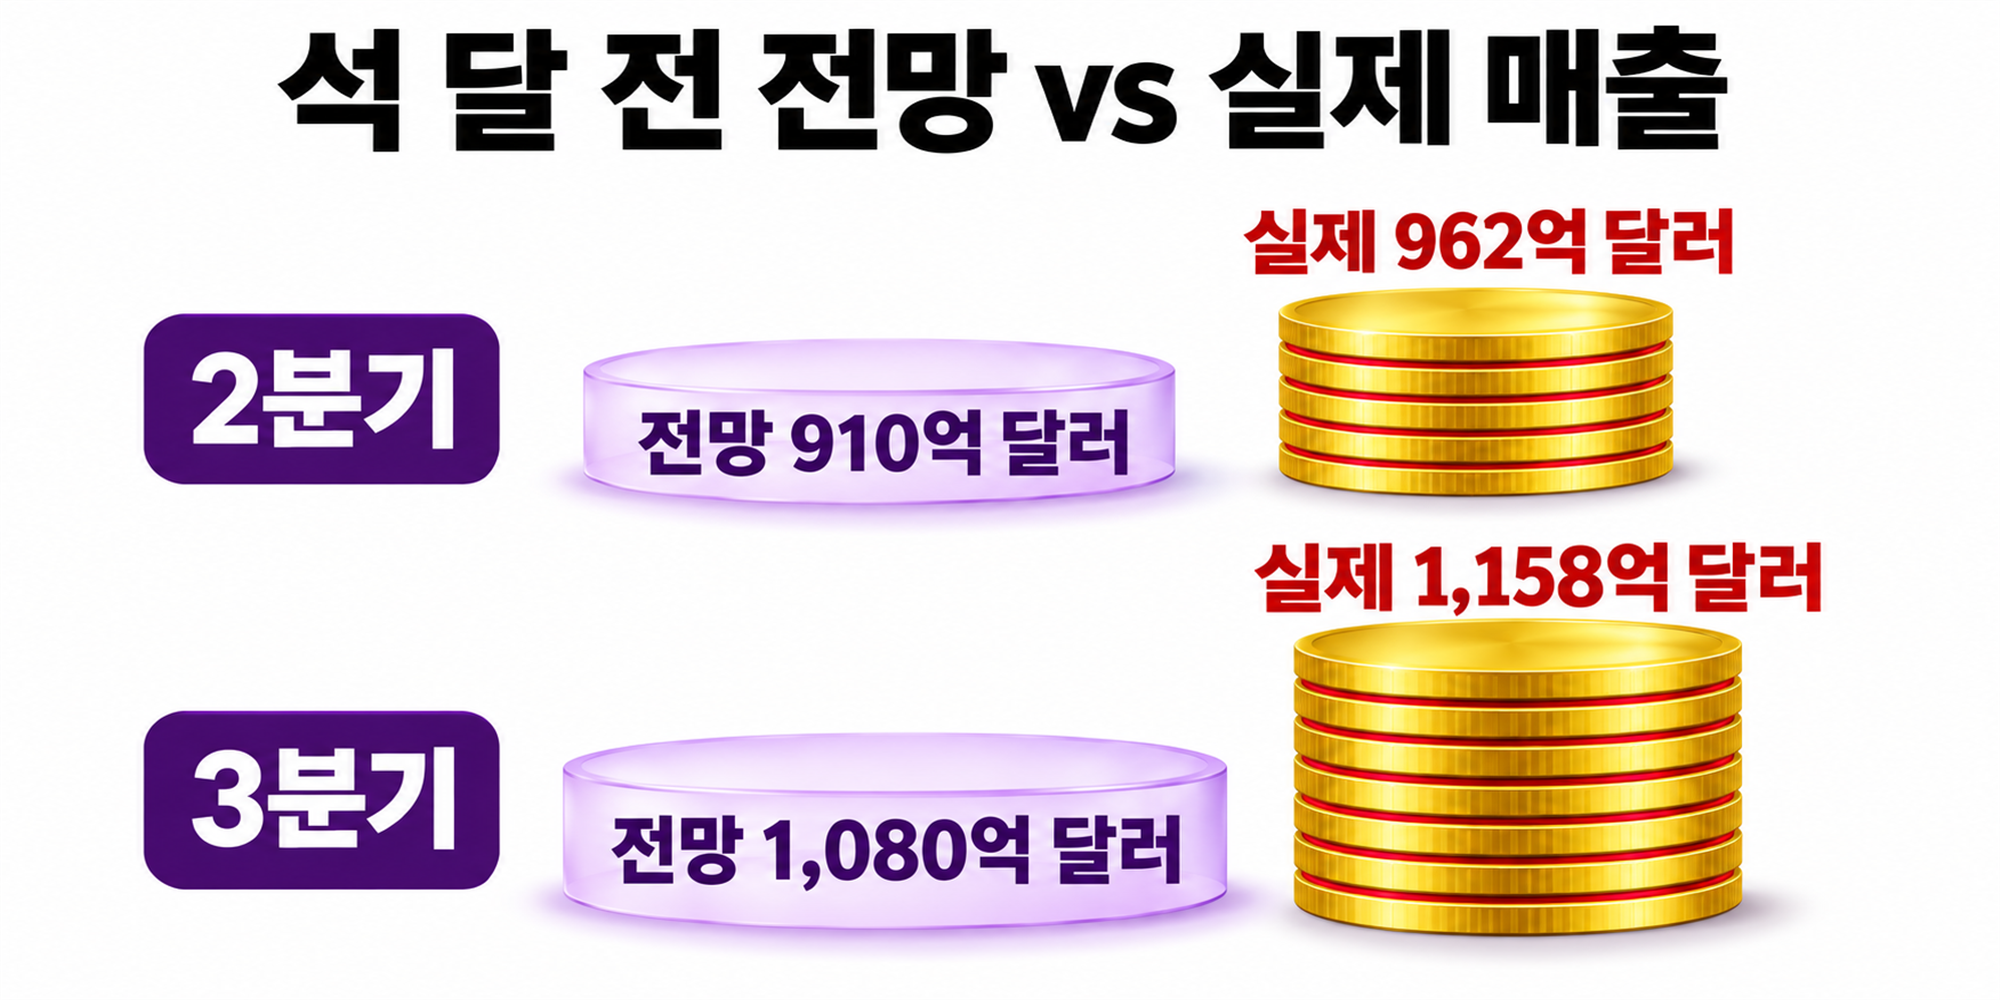 석 달 전 전망 vs 실제 매출
실제 962억 달러
2분기
전망 910억 달러
실제 1,158억 달러
3분기
전망 1,080억 달러